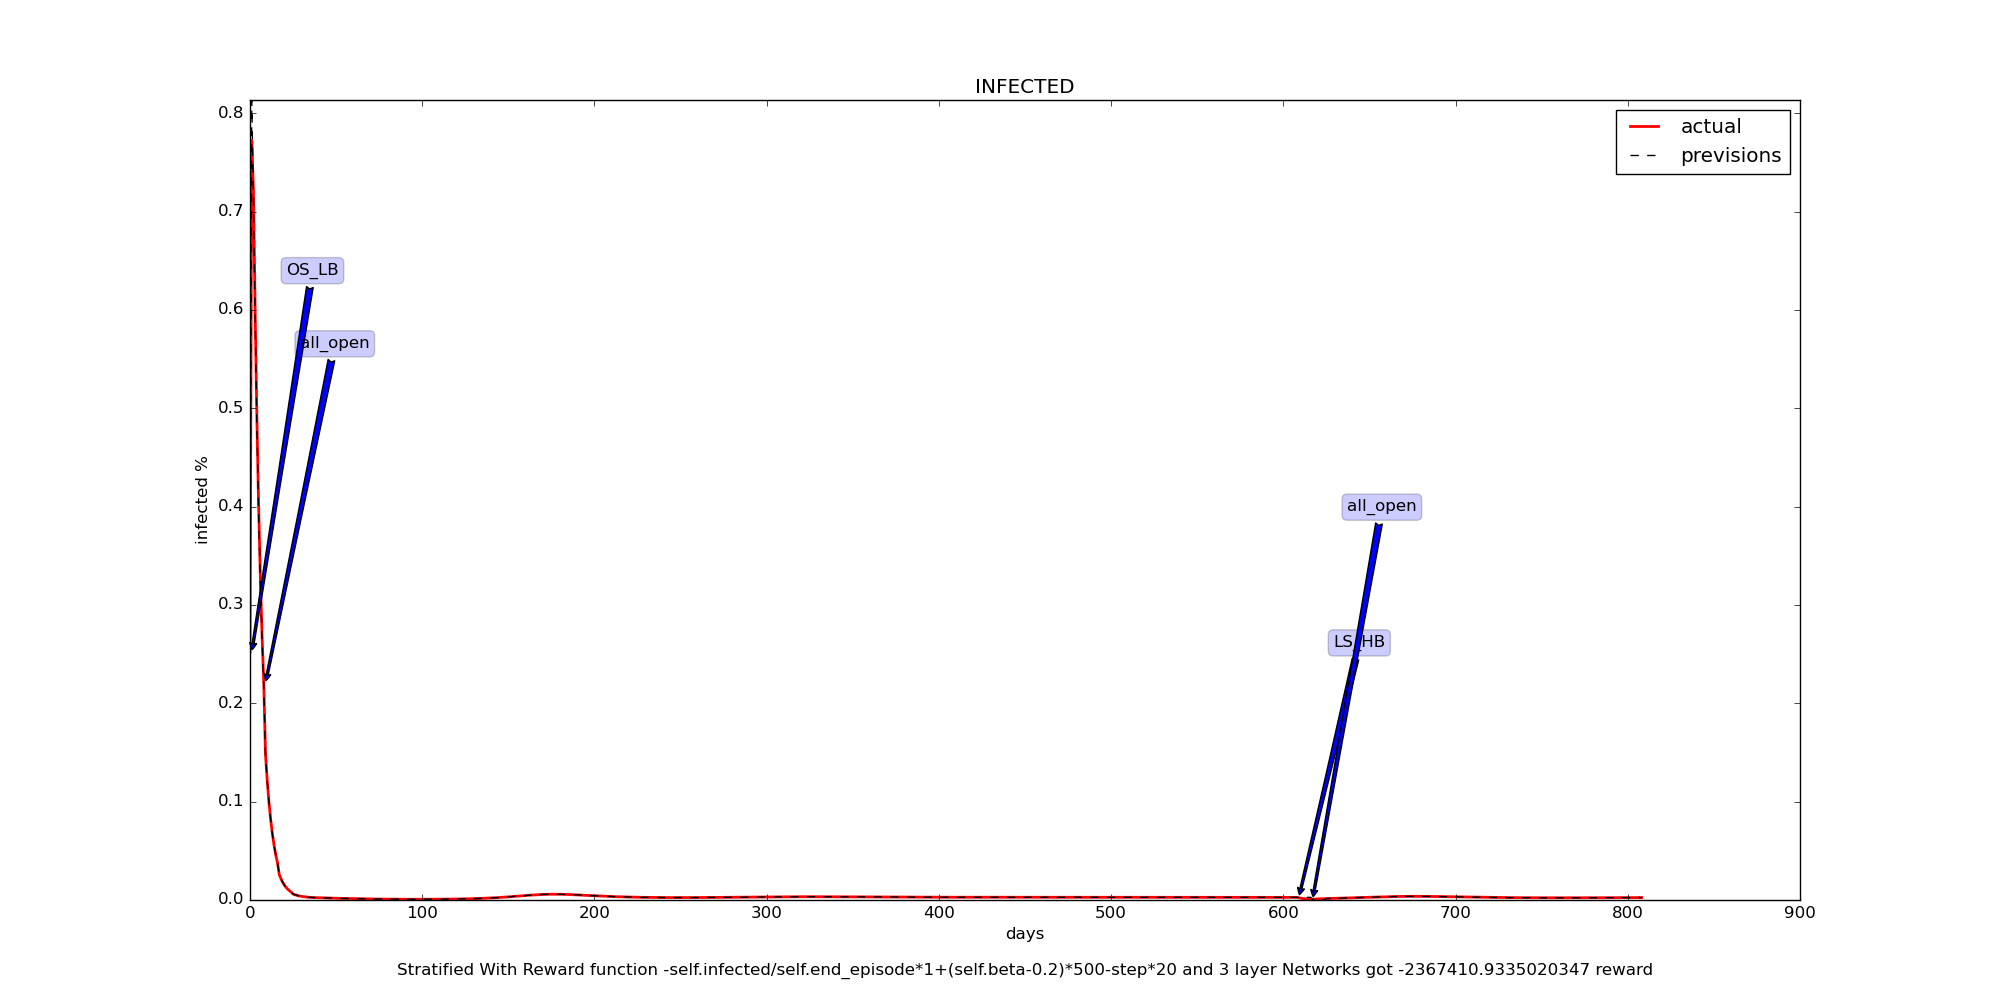 INFECTED
actual
previsions
0.8
0.7
0.6
0.5
0.4
0.3
0.2
0.1
0.0
infected %
OS_LB
all_open
all_open
LS_HB
0 100 200 300 400 500 600 700 800 900
days
Stratified With Reward function -self.infected/self.end_episode*1+(self.beta-0.2)*500-step*20 and 3 layer Networks got -2367410.9335020347 reward